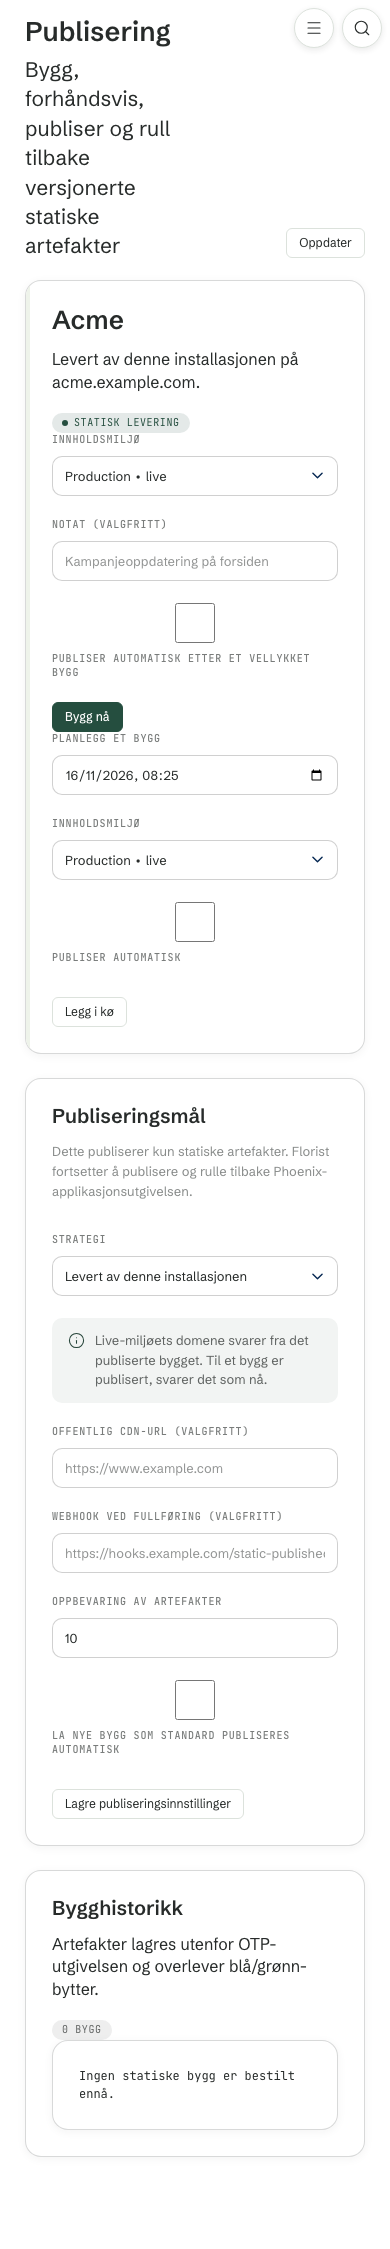 Publisering
Bygg,
forhåndsvis,
publiser og rull
tilbake
versjonerte
statiske
artefakter
Oppdater
Acme
Levert av denne installasjonen på
acme.example.com.
STATISK LEVERING
INNHOLDSMILJØ
Production • live
NOTAT (VALGFRITT)
Kampanjeoppdatering på forsiden
PUBLISER AUTOMATISK ETTER ET VELLYKKET
BYGG
Bygg nå
PLANLEGG ET BYGG
16/11/2026, 08:25
INNHOLDSMILJØ
Production • live
PUBLISER AUTOMATISK
Legg i kø
Publiseringsmål
Dette publiserer kun statiske artefakter. Florist
fortsetter å publisere og rulle tilbake Phoenix-
applikasjonsutgivelsen.
STRATEGI
Levert av denne installasjonen
Live-miljøets domene svarer fra det
publiserte bygget. Til et bygg er
publisert, svarer det som nå.
OFFENTLIG CDN-URL (VALGFRITT)
https://www.example.com
WEBHOOK VED FULLFØRING (VALGFRITT)
https://hooks.example.com/static-published
OPPBEVARING AV ARTEFAKTER
10
LA NYE BYGG SOM STANDARD PUBLISERES
AUTOMATISK
Lagre publiseringsinnstillinger
Bygghistorikk
Artefakter lagres utenfor OTP-
utgivelsen og overlever blå/grønn-
bytter.
0 BYGG
Ingen statiske bygg er bestilt
ennå.